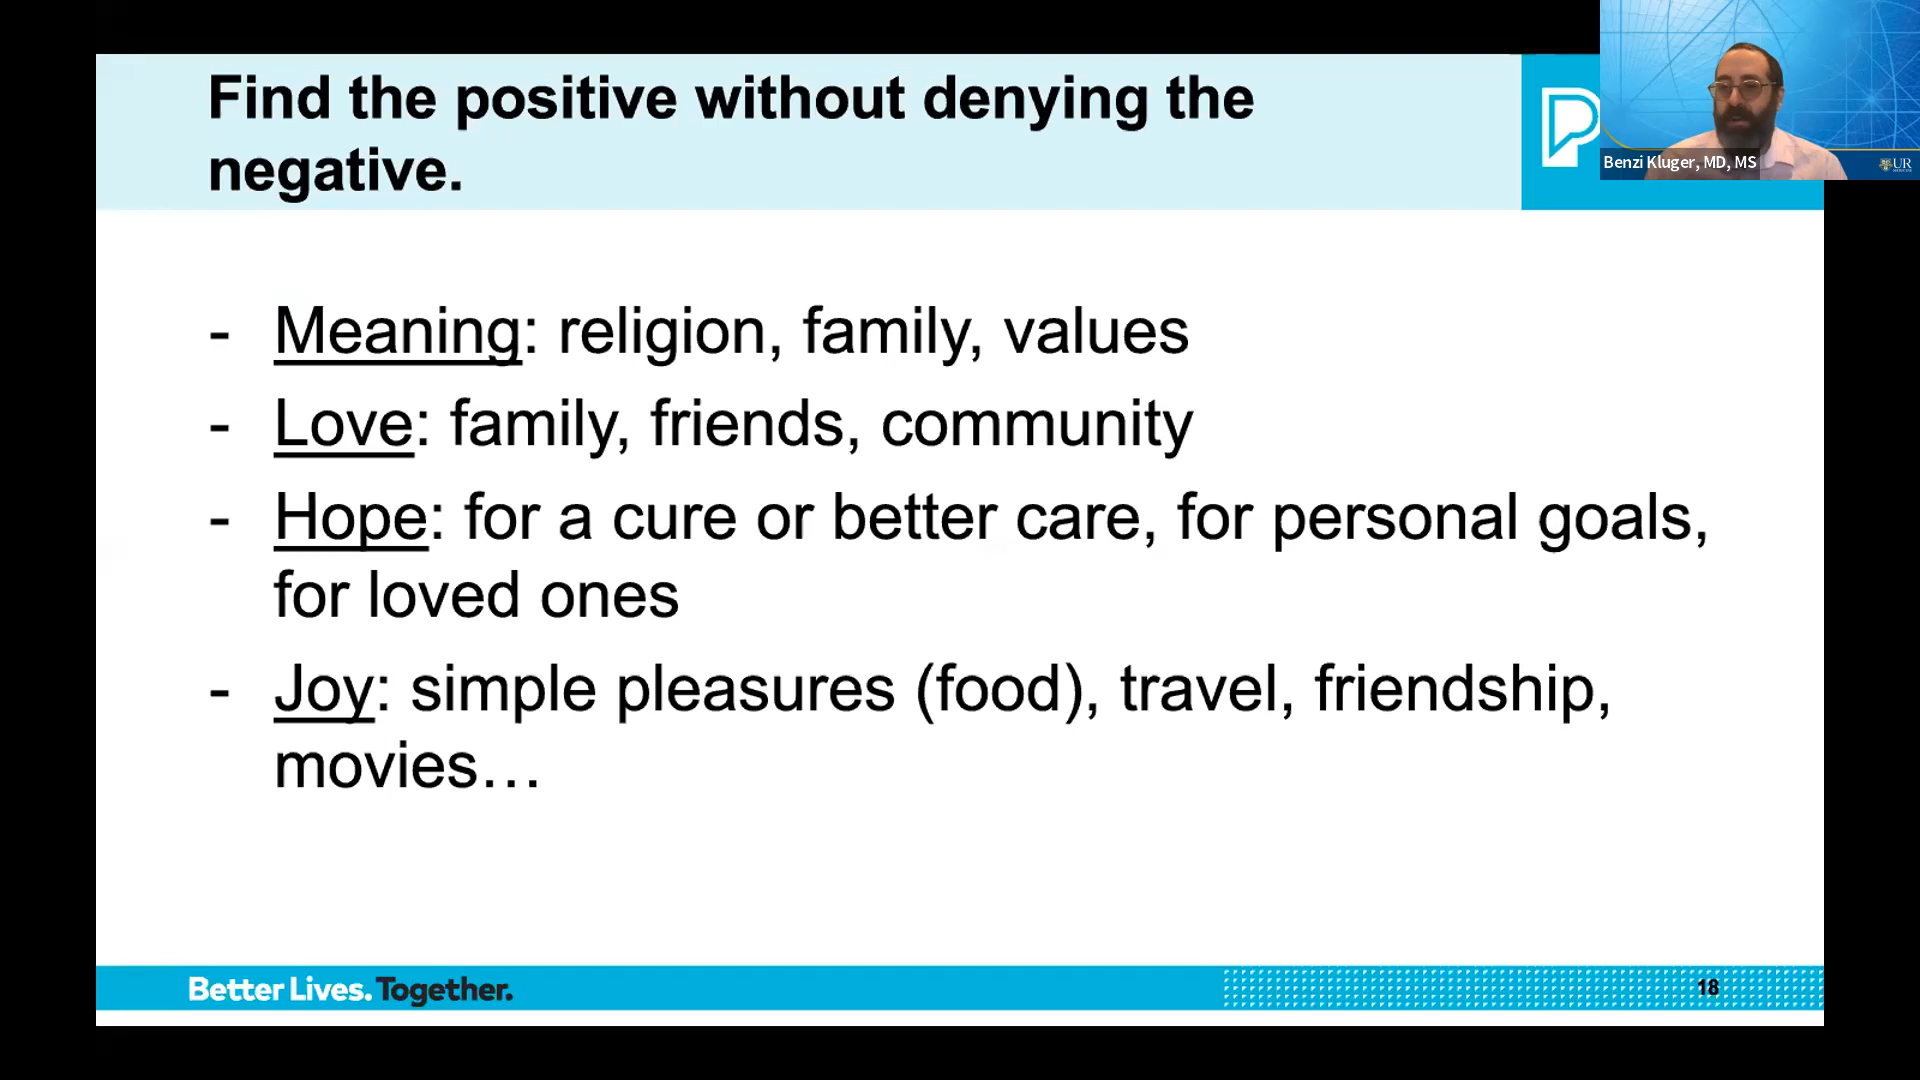 Find the positive without denying the
negative.
Benzi Kluger, MD, MS
UR
- Meaning: religion, family, values
- Love: family, friends, community
- Hope: for a cure or better care, for personal goals,
for loved ones
- Joy: simple pleasures (food), travel, friendship,
movies…
Better Lives. Together.
18